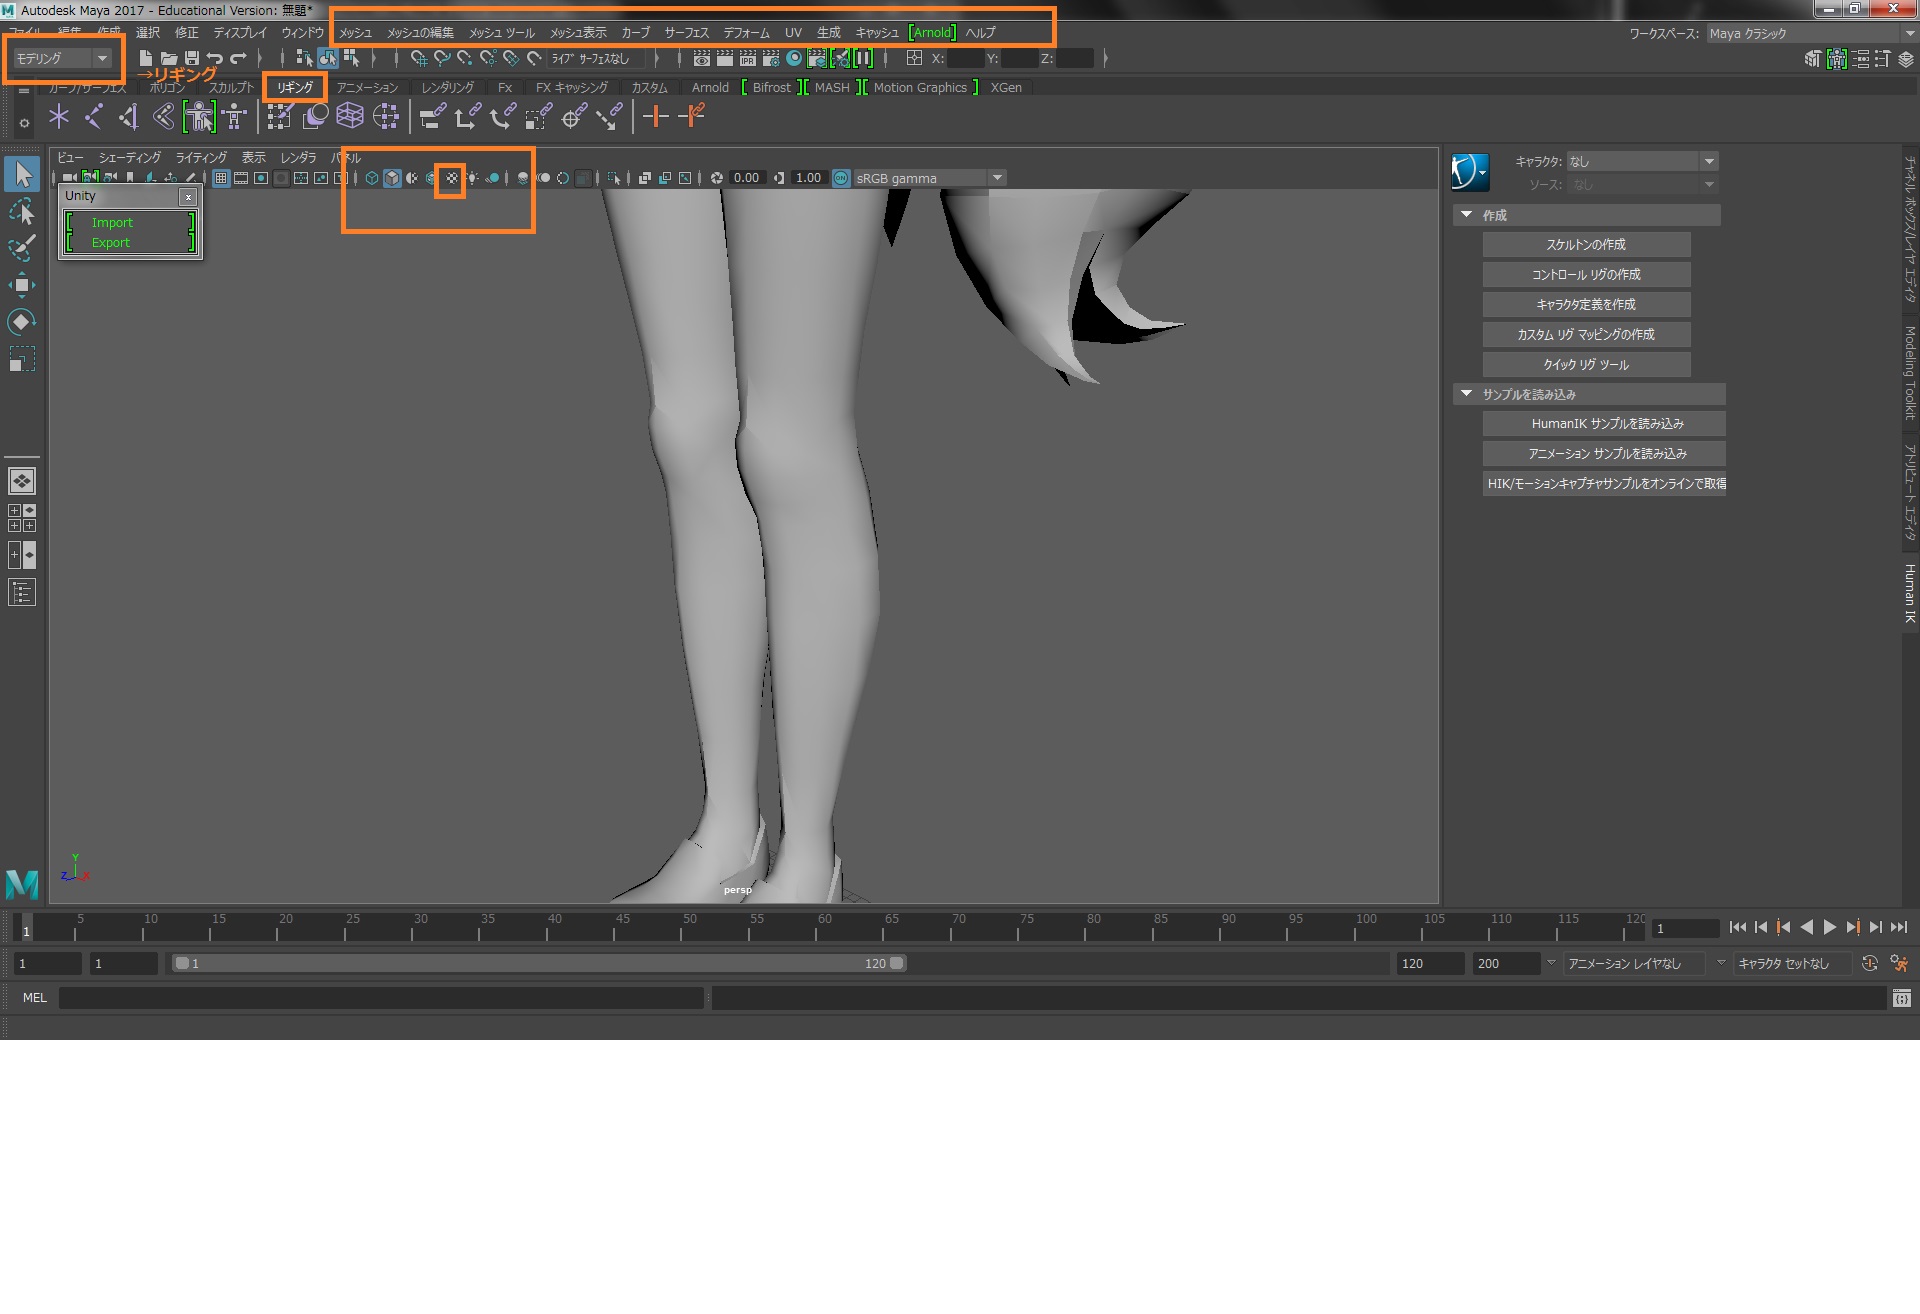 Autodesk Maya 2017 - Educational Version: 無題*
ファイル 編集 作成 選択 修正 ディスプレイ ウィンドウ メッシュ メッシュの編集 メッシュ ツール メッシュ表示 カーブ サーフェス デフォーム UV 生成 キャッシュ [Arnold] ヘルプ
ワークスペース: Maya クラシック
モデリング
ライブ サーフェスなし
X: Y: Z:
→リギング
カーブ/サーフェス ポリゴン スカルプト リギング アニメーション レンダリング Fx FX キャッシング カスタム Arnold [ Bifrost ][ MASH ][ Motion Graphics ] XGen
IPR
ビュー シェーディング ライティング 表示 レンダラ パネル
0.00 1.00 ON sRGB gamma
Unity x
Import
Export
キャラクタ: なし
ソース: なし
作成
スケルトンの作成
コントロール リグの作成
キャラクタ定義を作成
カスタム リグ マッピングの作成
クイック リグ ツール
サンプルを読み込み
HumanIK サンプルを読み込み
アニメーション サンプルを読み込み
HIK/モーションキャプチャサンプルをオンラインで取得
チャネル ボックス/レイヤ エディタ
Modeling Toolkit
アトリビュート エディタ
Human IK
Y
Z X
persp
1 5 10 15 20 25 30 35 40 45 50 55 60 65 70 75 80 85 90 95 100 105 110 115 120
1
1 1 1 120 120 200 アニメーション レイヤなし キャラクタ セットなし
MEL